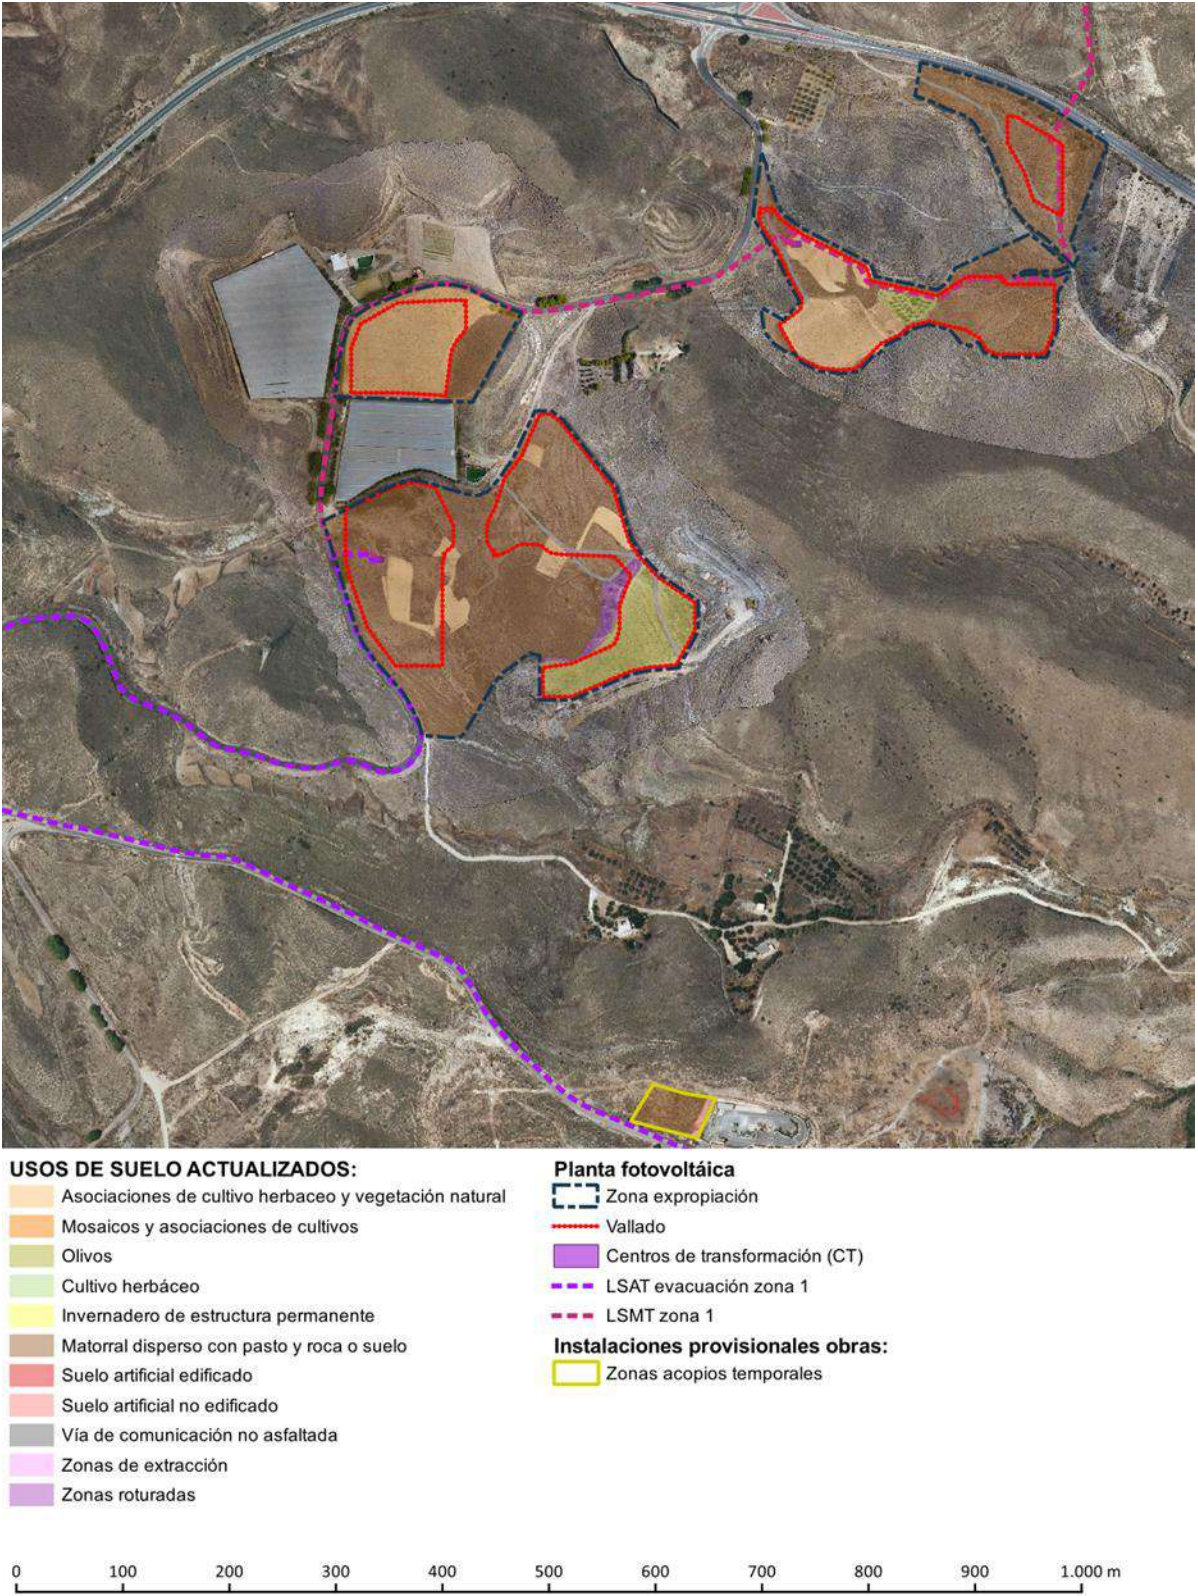 USOS DE SUELO ACTUALIZADOS:
Asociaciones de cultivo herbaceo y vegetación natural
Mosaicos y asociaciones de cultivos
Olivos
Cultivo herbáceo
Invernadero de estructura permanente
Matorral disperso con pasto y roca o suelo
Suelo artificial edificado
Suelo artificial no edificado
Vía de comunicación no asfaltada
Zonas de extracción
Zonas roturadas
Planta fotovoltáica
Zona expropiación
Vallado
Centros de transformación (CT)
LSAT evacuación zona 1
LSMT zona 1
Instalaciones provisionales obras:
Zonas acopios temporales
0 100 200 300 400 500 600 700 800 900 1.000 m